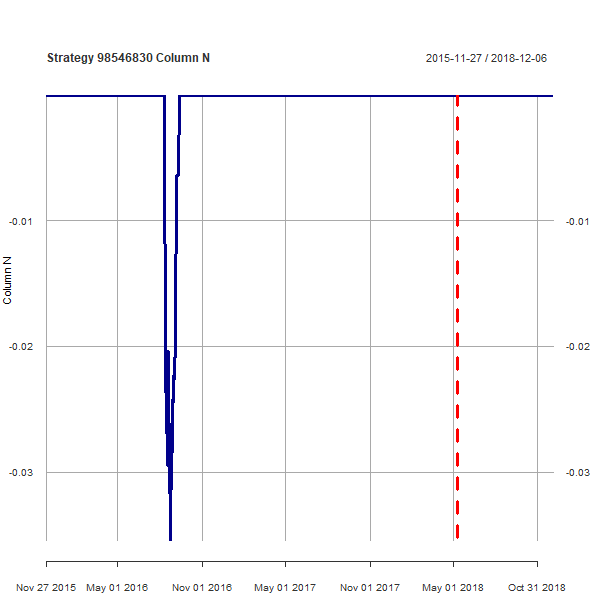 Strategy 98546830 Column N
2015-11-27 / 2018-12-06
-0.01
-0.01
-0.02
-0.02
-0.03
-0.03
Column N
Nov 27 2015
May 01 2016
Nov 01 2016
May 01 2017
Nov 01 2017
May 01 2018
Oct 31 2018